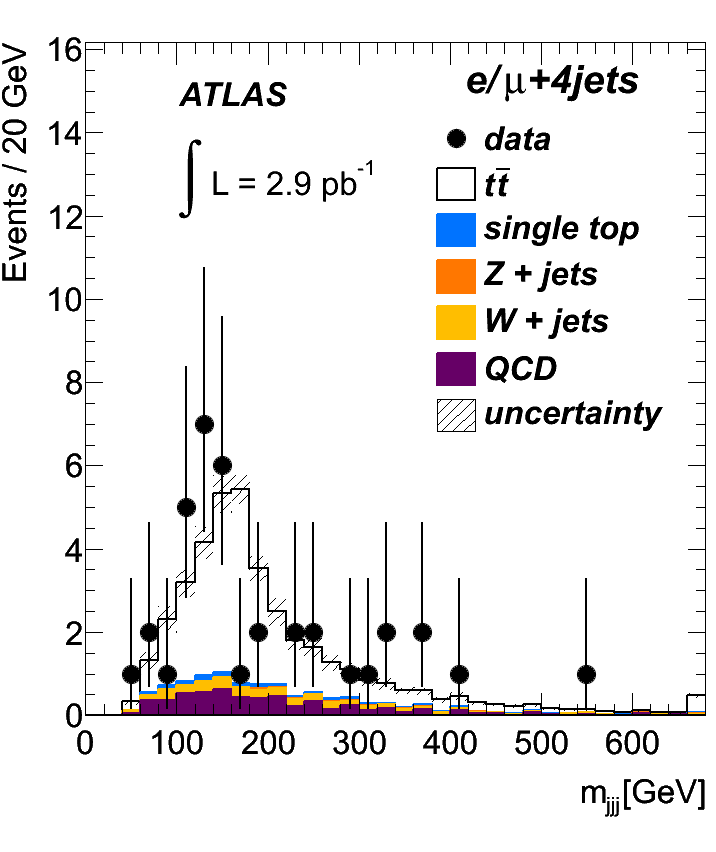 Events / 20 GeV
16
14
12
10
8
6
4
2
0
ATLAS
∫ L = 2.9 pb⁻¹
e/μ+4jets
data
tt̄
single top
Z + jets
W + jets
QCD
uncertainty
0 100 200 300 400 500 600
mjjj[GeV]